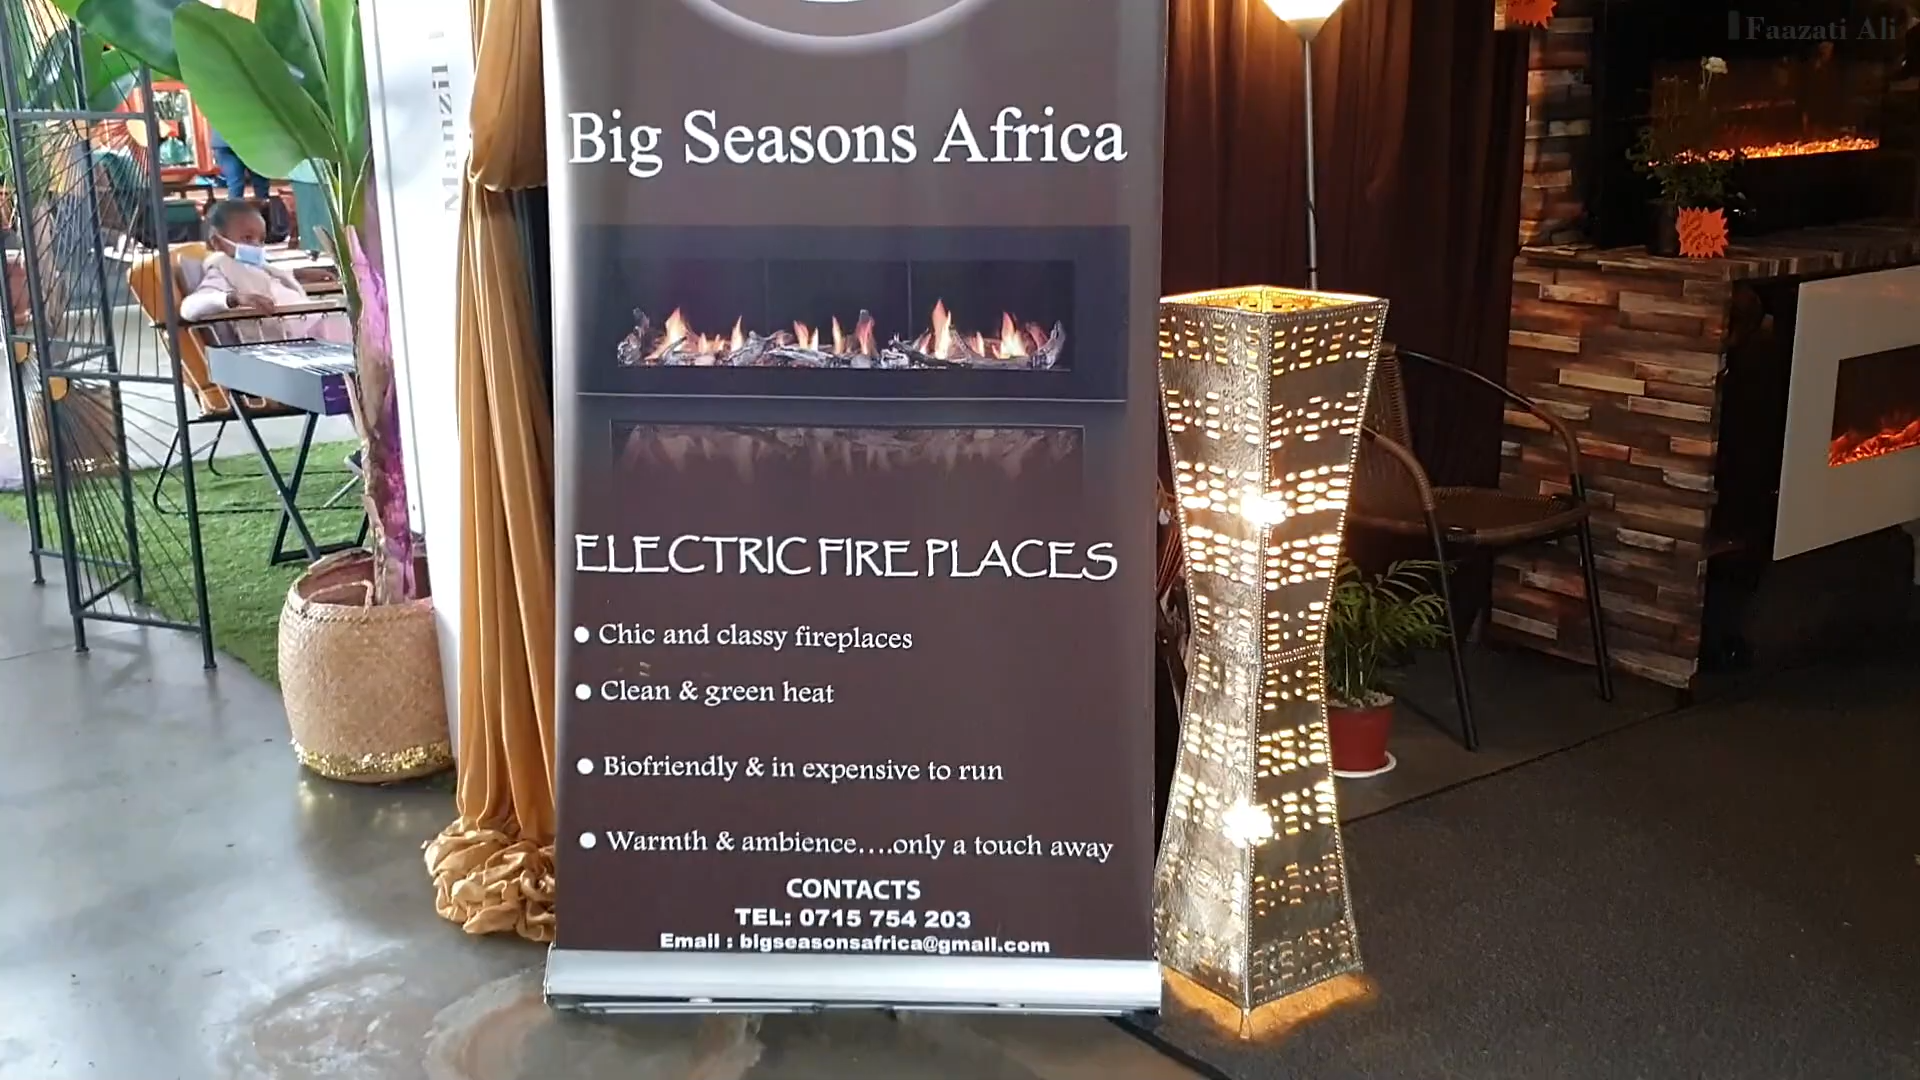 Faazati Ali
Manzil
Big Seasons Africa
ELECTRIC FIRE PLACES
Chic and classy fireplaces
Clean & green heat
Biofriendly & in expensive to run
Warmth & ambience....only a touch away
CONTACTS
TEL: 0715 754 203
Email : bigseasonsafrica@gmail.com